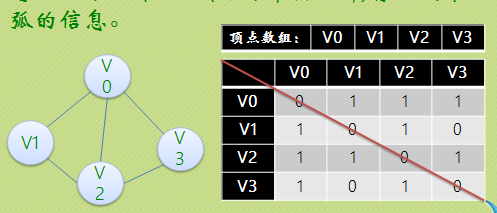 弧的信息。
顶点数组： V0 V1 V2 V3
V0 V1 V2 V3
V0 0 1 1 1
V1 1 0 1 0
V2 1 1 0 1
V3 1 0 1 0
V
0
V1
V
3
V
2